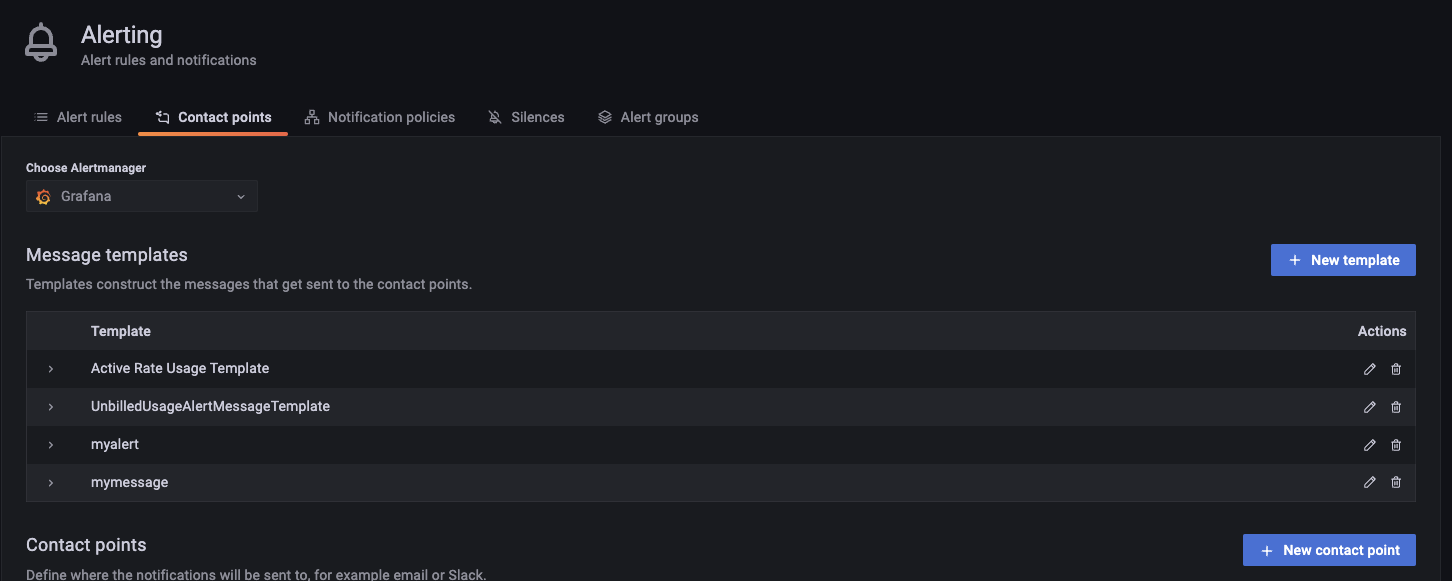 Alerting
Alert rules and notifications
Alert rules Contact points Notification policies Silences Alert groups
Choose Alertmanager
Grafana
Message templates
New template
Templates construct the messages that get sent to the contact points.
Template Actions
Active Rate Usage Template
UnbilledUsageAlertMessageTemplate
myalert
mymessage
Contact points
New contact point
Define where the notifications will be sent to, for example email or Slack.